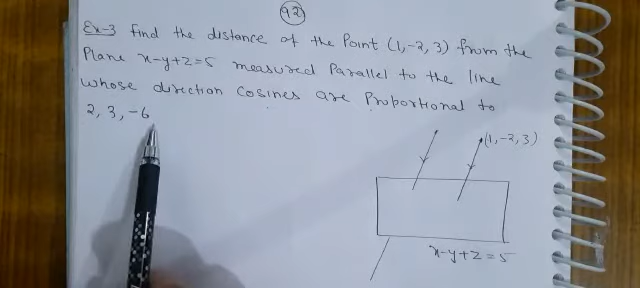 92
Ex-3 Find the distance of the Point (1,-2,3) from the
Plane x-y+z=5 measured Parallel to the line
whose direction cosines are Proportional to
2, 3, -6
(1,-2,3)
x-y+z=5